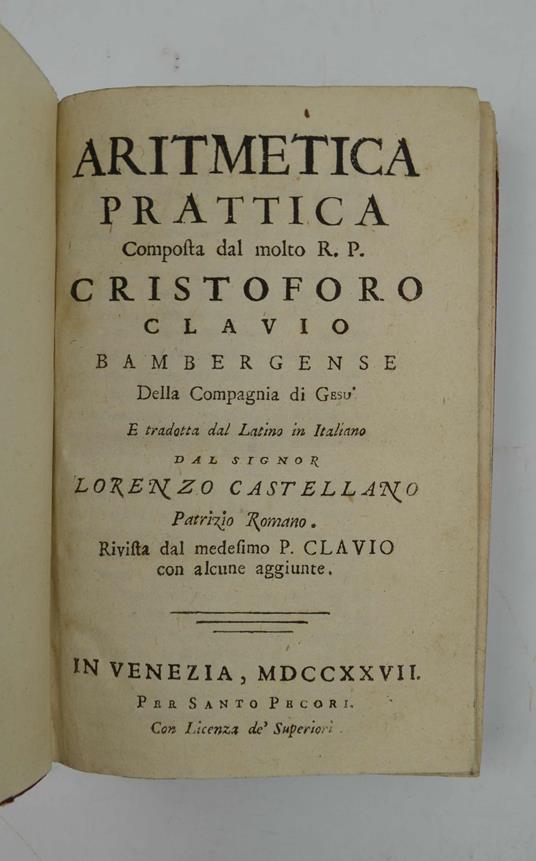 ARITMETICA
PRATTICA
Compoſta dal molto R. P.
CRISTOFORO
CLAVIO
BAMBERGENSE
Della Compagnia di GESU'
E tradotta dal Latino in Italiano
DAL SIGNOR
LORENZO CASTELLANO
Patrizio Romano.
Riviſta dal medeſimo P. CLAVIO
con alcune aggiunte.
IN VENEZIA, MDCCXXVII.
PER SANTO PECORI.
Con Licenza de' Superiori.